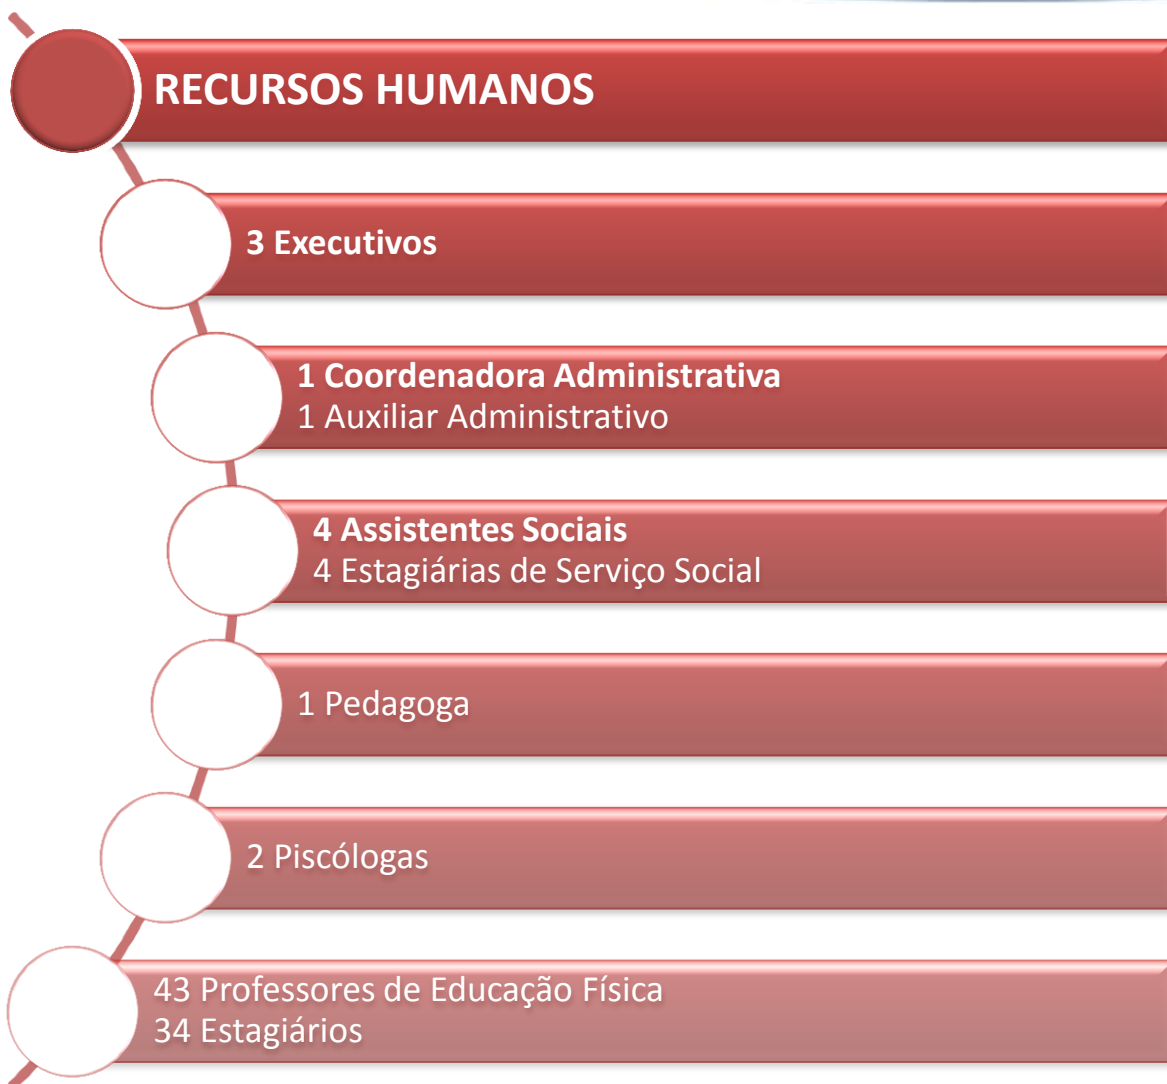 RECURSOS HUMANOS
3 Executivos
1 Coordenadora Administrativa
1 Auxiliar Administrativo
4 Assistentes Sociais
4 Estagiárias de Serviço Social
1 Pedagoga
2 Piscólogas
43 Professores de Educação Física
34 Estagiários